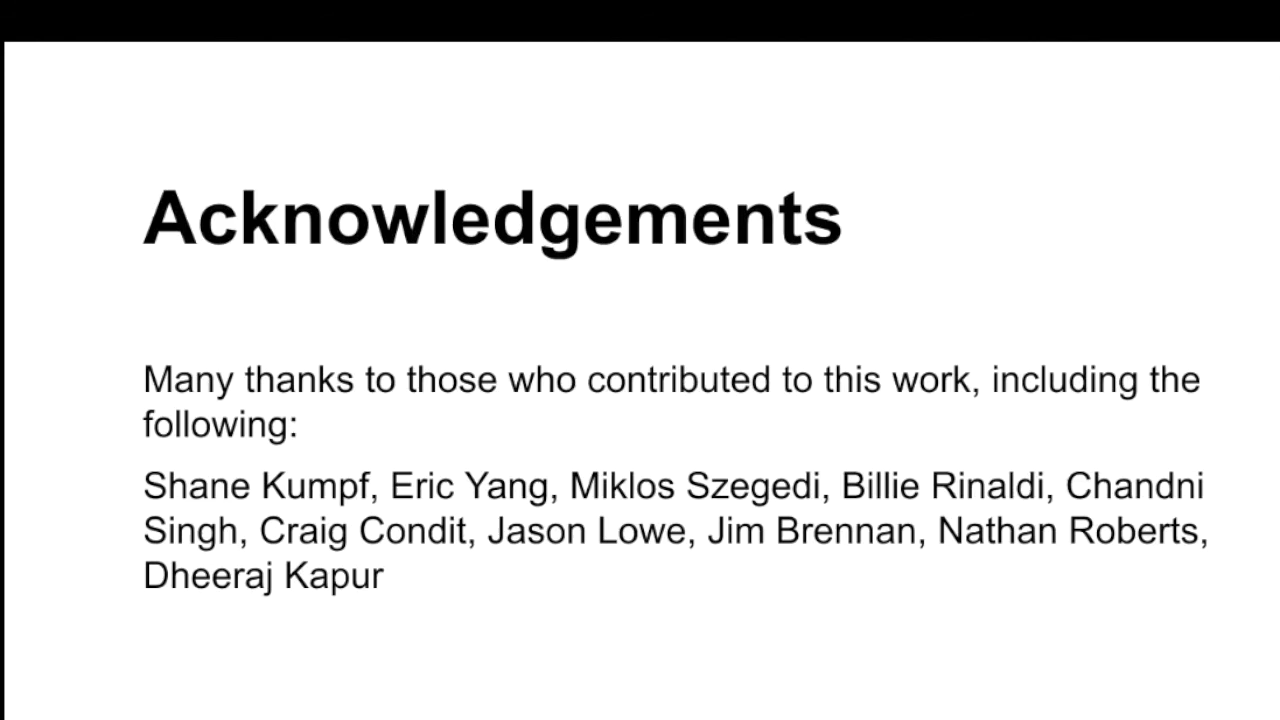 Acknowledgements
Many thanks to those who contributed to this work, including the
following:
Shane Kumpf, Eric Yang, Miklos Szegedi, Billie Rinaldi, Chandni
Singh, Craig Condit, Jason Lowe, Jim Brennan, Nathan Roberts,
Dheeraj Kapur